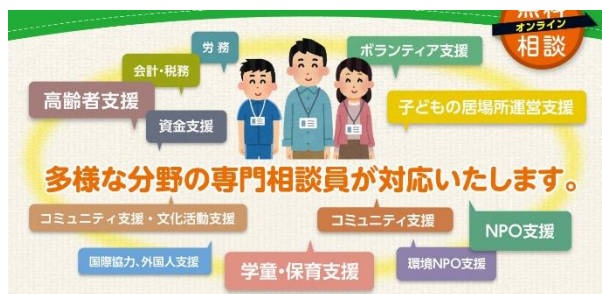 無料
オンライン
相談
労務
ボランティア支援
会計・税務
高齢者支援
子どもの居場所運営支援
資金支援
多様な分野の専門相談員が対応いたします。
コミュニティ支援・文化活動支援
コミュニティ支援
NPO支援
国際協力、外国人支援
学童・保育支援
環境NPO支援